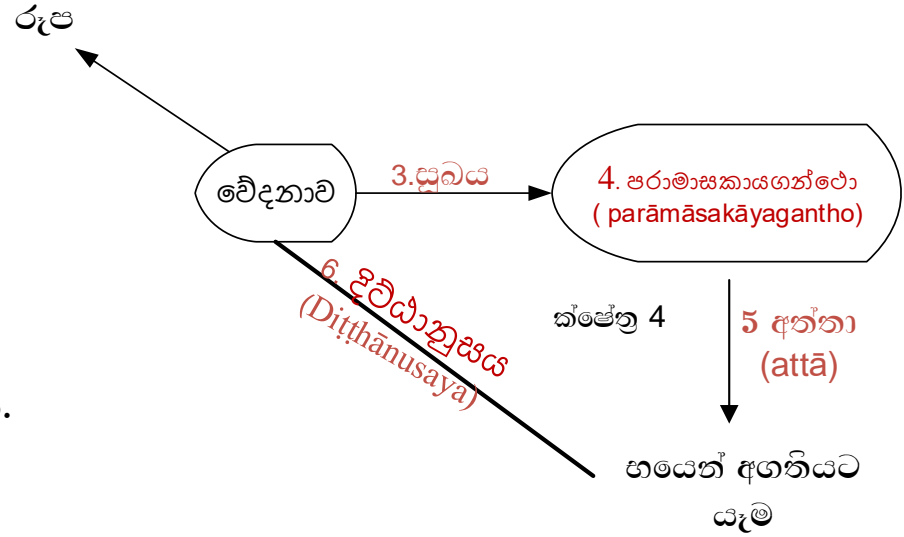 රූප
වේදනාව
3.සුඛය
4. පරාමාසකායගන්ථො
( parāmāsakāyagantho)
6. දිට්ඨානුසය
(Diṭṭhānusaya)
ක්ෂේත්‍ර 4
5 අත්තා
(attā)
භයෙන් අගතියට
යෑම